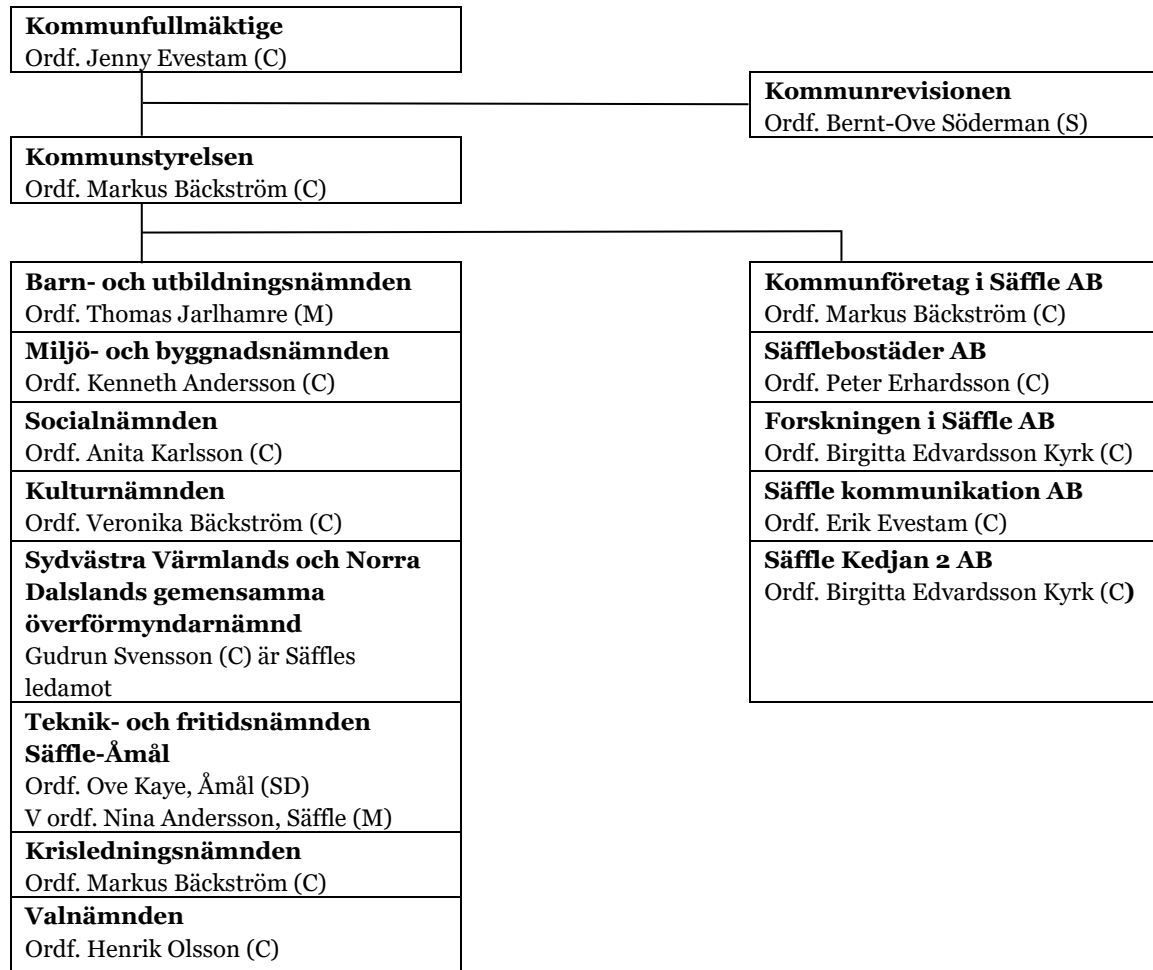 Kommunfullmäktige
Ordf. Jenny Evestam (C)
Kommunrevisionen
Ordf. Bernt-Ove Söderman (S)
Kommunstyrelsen
Ordf. Markus Bäckström (C)
Barn- och utbildningsnämnden
Ordf. Thomas Jarlhamre (M)
Miljö- och byggnadsnämnden
Ordf. Kenneth Andersson (C)
Socialnämnden
Ordf. Anita Karlsson (C)
Kulturnämnden
Ordf. Veronika Bäckström (C)
Sydvästra Värmlands och Norra
Dalslands gemensamma
överförmyndarnämnd
Gudrun Svensson (C) är Säffles
ledamot
Teknik- och fritidsnämnden
Säffle-Åmål
Ordf. Ove Kaye, Åmål (SD)
V ordf. Nina Andersson, Säffle (M)
Krisledningsnämnden
Ordf. Markus Bäckström (C)
Valnämnden
Ordf. Henrik Olsson (C)
Kommunföretag i Säffle AB
Ordf. Markus Bäckström (C)
Säfflebostäder AB
Ordf. Peter Erhardsson (C)
Forskningen i Säffle AB
Ordf. Birgitta Edvardsson Kyrk (C)
Säffle kommunikation AB
Ordf. Erik Evestam (C)
Säffle Kedjan 2 AB
Ordf. Birgitta Edvardsson Kyrk (C)